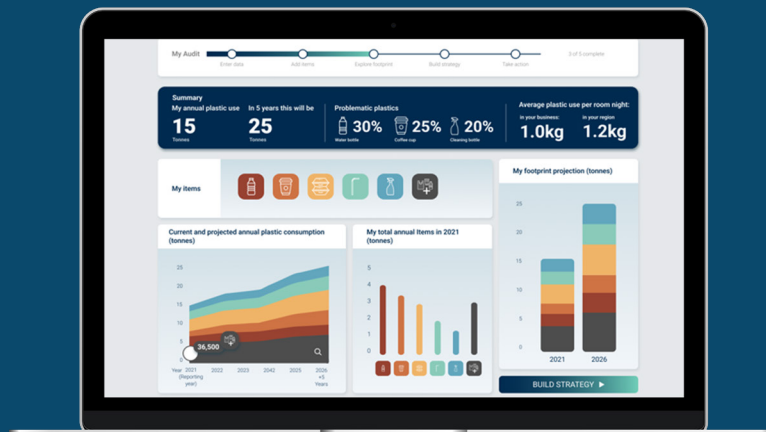 My Audit
Enter data
Add items
Explore footprint
Build strategy
Take action
3 of 5 complete
Summary
My annual plastic use
15
Tonnes
In 5 years this will be
25
Tonnes
Problematic plastics
30%
Water bottle
25%
Coffee cup
20%
Cleaning bottle
Average plastic use per room night:
in your business:
1.0kg
in your region
1.2kg
My items
My footprint projection (tonnes)
25
20
15
10
5
0
2021
2026
Current and projected annual plastic consumption
(tonnes)
25
20
15
10
5
0
36,500
Year
2021
(Reporting
year)
2022
2023
2042
2025
2026
+5
Years
My total annual Items in 2021
(tonnes)
5
4
3
2
1
0
BUILD STRATEGY